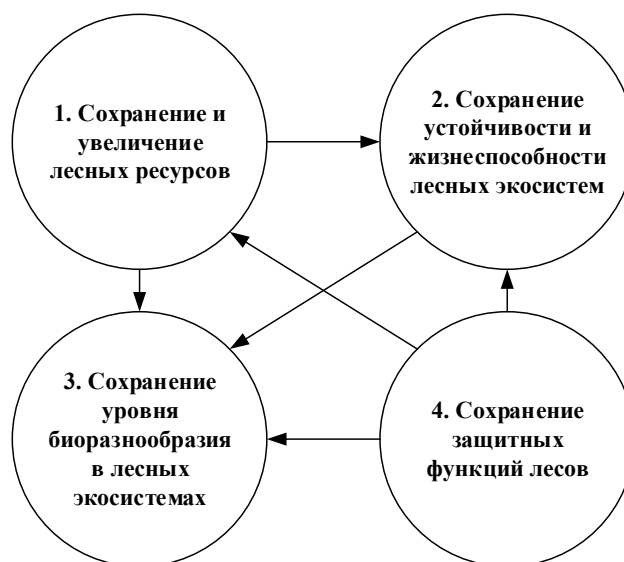 1. Сохранение и
увеличение
лесных ресурсов
2. Сохранение
устойчивости и
жизнеспособности
лесных экосистем
3. Сохранение
уровня
биоразнообразия
в лесных
экосистемах
4. Сохранение
защитных
функций лесов